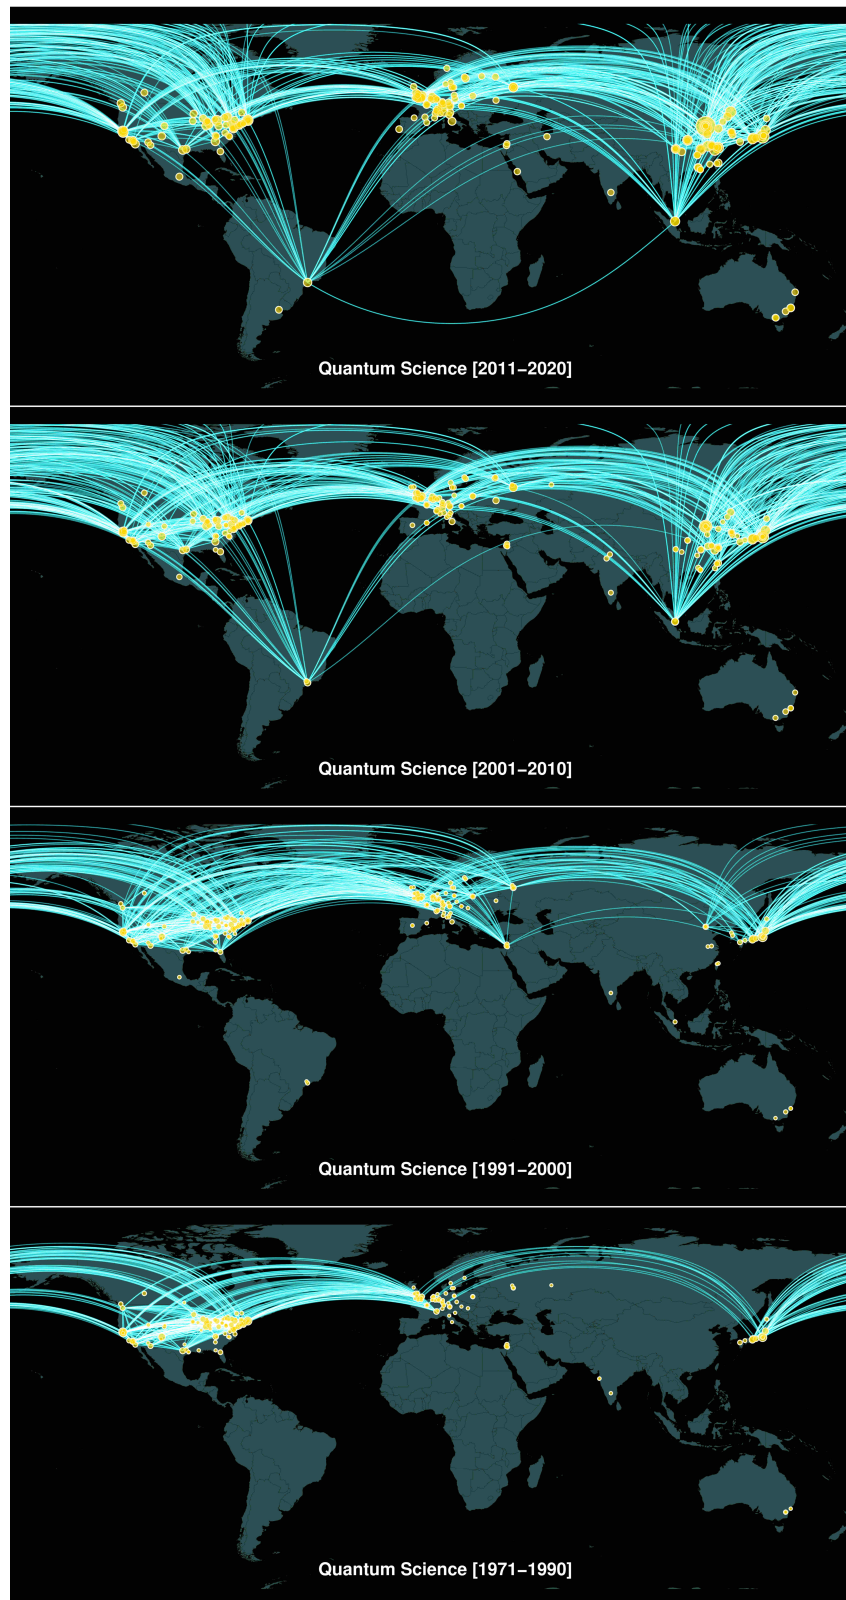 Quantum Science [2011−2020]
Quantum Science [2001−2010]
Quantum Science [1991−2000]
Quantum Science [1971−1990]